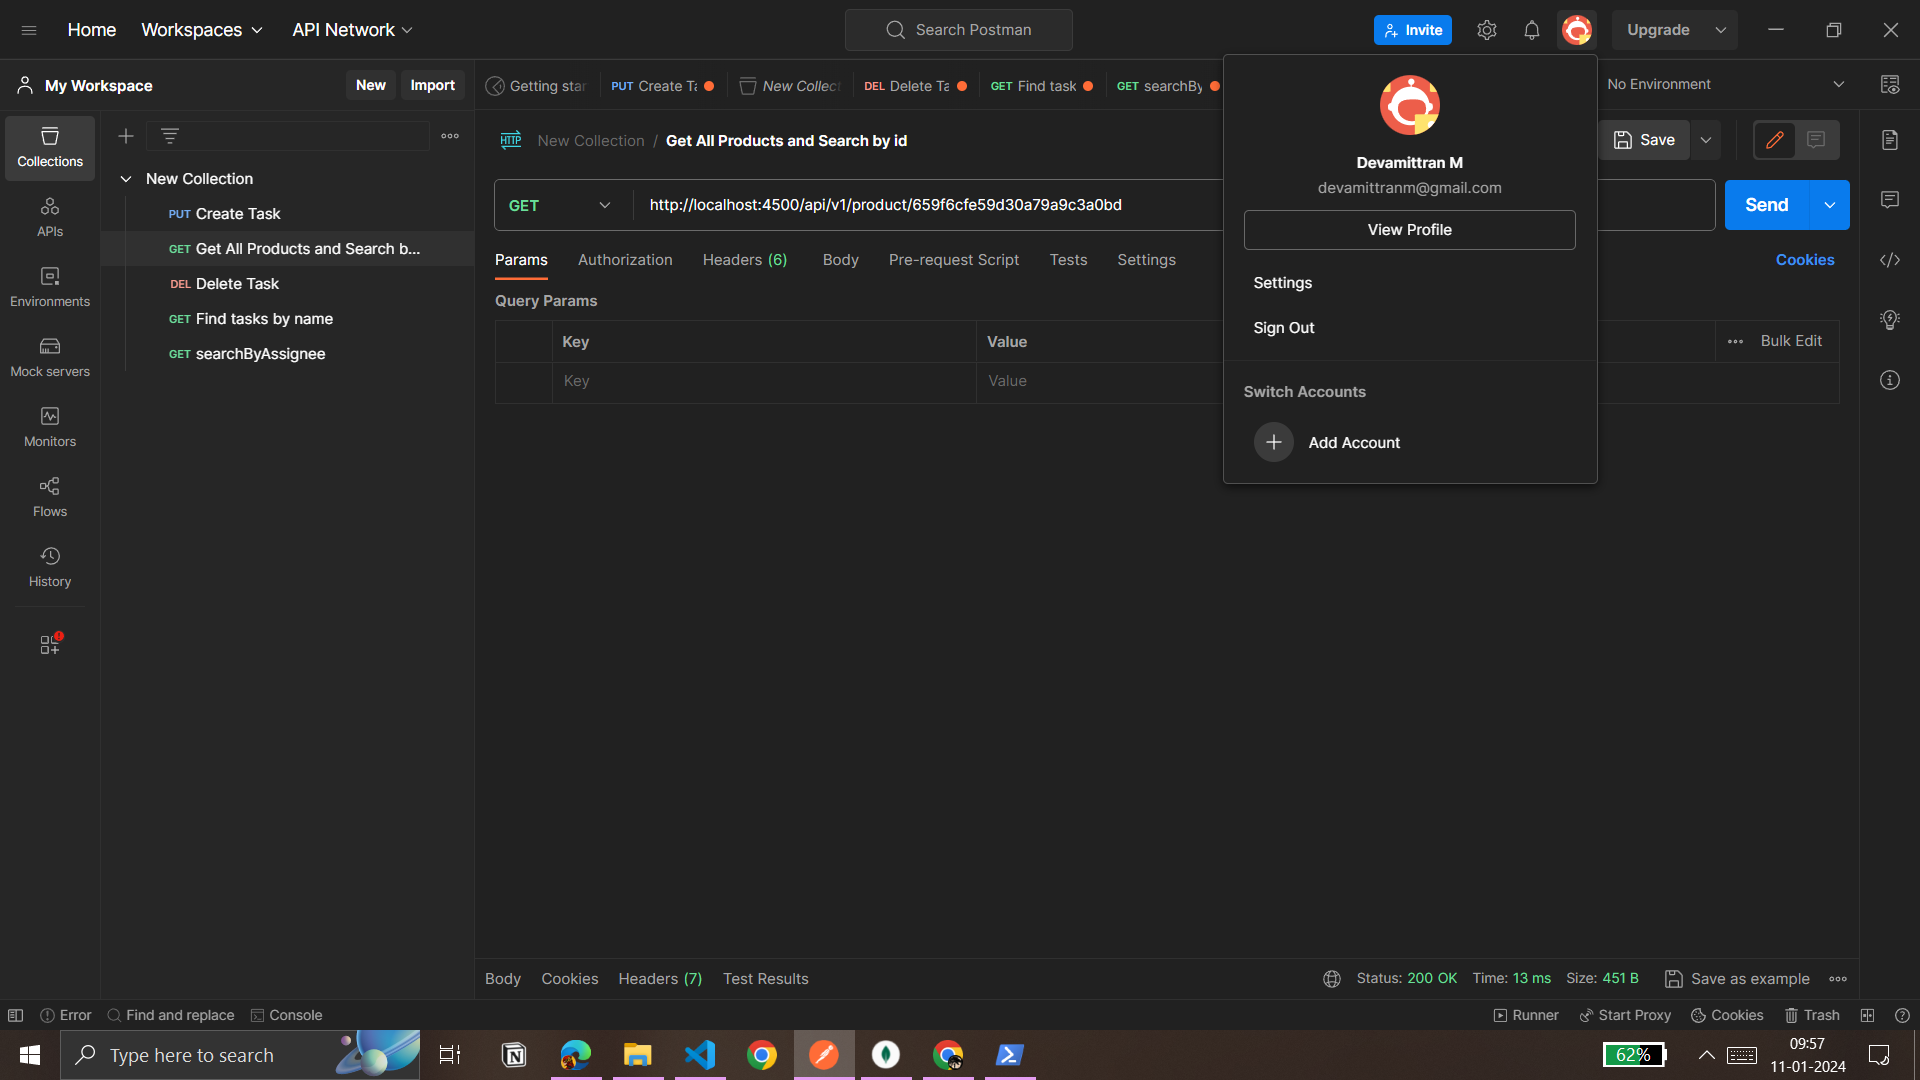 Home Workspaces API Network Search Postman Invite Upgrade
My Workspace New Import
Getting star PUT Create Ta New Collect DEL Delete Ta GET Find task GET searchBy No Environment
Collections
HTTP New Collection / Get All Products and Search by id Save
Devamittran M
devamittranm@gmail.com
View Profile
Settings
Sign Out
Switch Accounts
Add Account
New Collection
PUT Create Task
GET Get All Products and Search b...
DEL Delete Task
GET Find tasks by name
GET searchByAssignee
APIs
Environments
Mock servers
Monitors
Flows
History
GET http://localhost:4500/api/v1/product/659f6cfe59d30a79a9c3a0bd Send
Params Authorization Headers (6) Body Pre-request Script Tests Settings Cookies
Query Params
Key Value Bulk Edit
Key Value
Body Cookies Headers (7) Test Results Status: 200 OK Time: 13 ms Size: 451 B Save as example
Error Find and replace Console Runner Start Proxy Cookies Trash
Type here to search 62% 09:57
11-01-2024